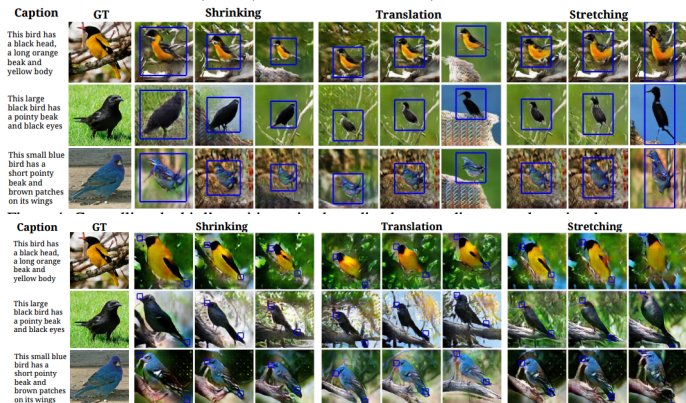 Caption GT Shrinking Translation Stretching
This bird has
a black head,
a long orange
beak and
yellow body
This large
black bird has
a pointy beak
and black eyes
This small blue
bird has a
short pointy
beak and
brown patches
on its wings
Caption GT Shrinking Translation Stretching
This bird has
a black head,
a long orange
beak and
yellow body
This large
black bird has
a pointy beak
and black eyes
This small blue
bird has a
short pointy
beak and
brown patches
on its wings